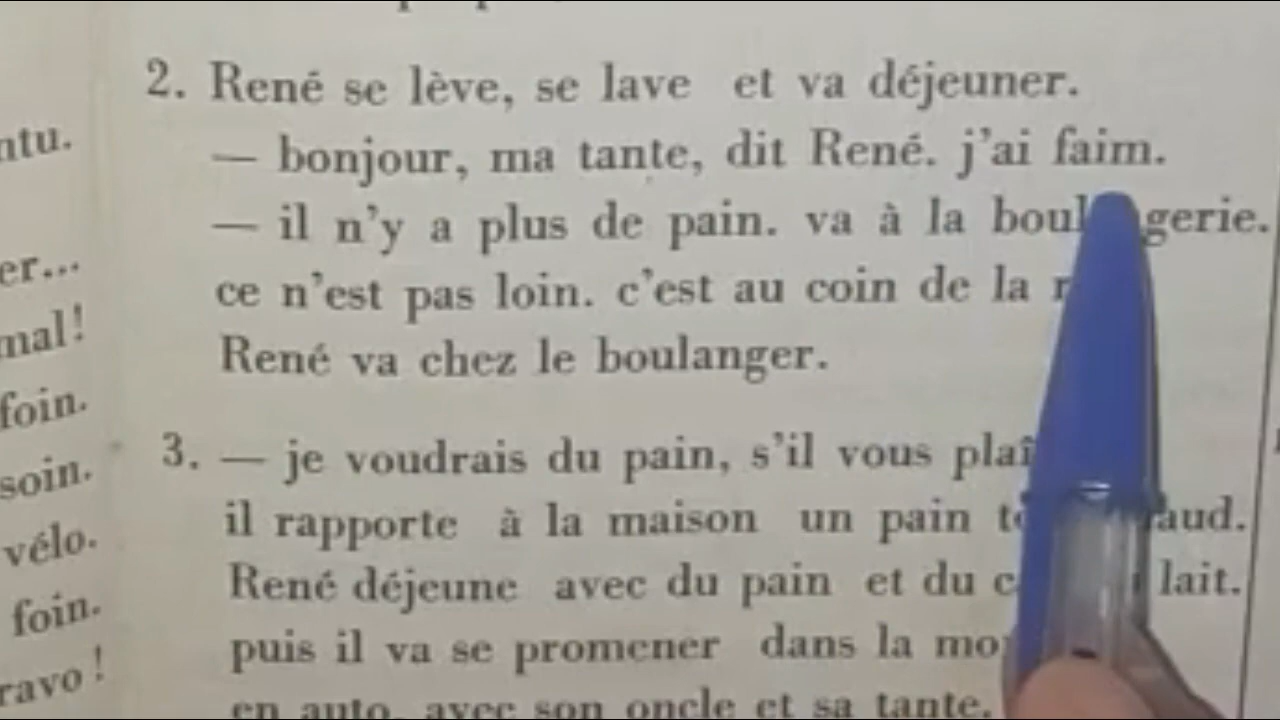 ntu.
er...
mal!
foin.
soin.
vélo.
foin.
ravo!
2. René se lève, se lave et va déjeuner.
— bonjour, ma tante, dit René. j'ai faim.
— il n'y a plus de pain. va à la boul gerie.
ce n'est pas loin. c'est au coin de la
René va chez le boulanger.
3. — je voudrais du pain, s'il vous plaî
il rapporte à la maison un pain aud.
René déjeune avec du pain et du lait.
puis il va se promener dans la
en auto, avec son oncle et sa tante.